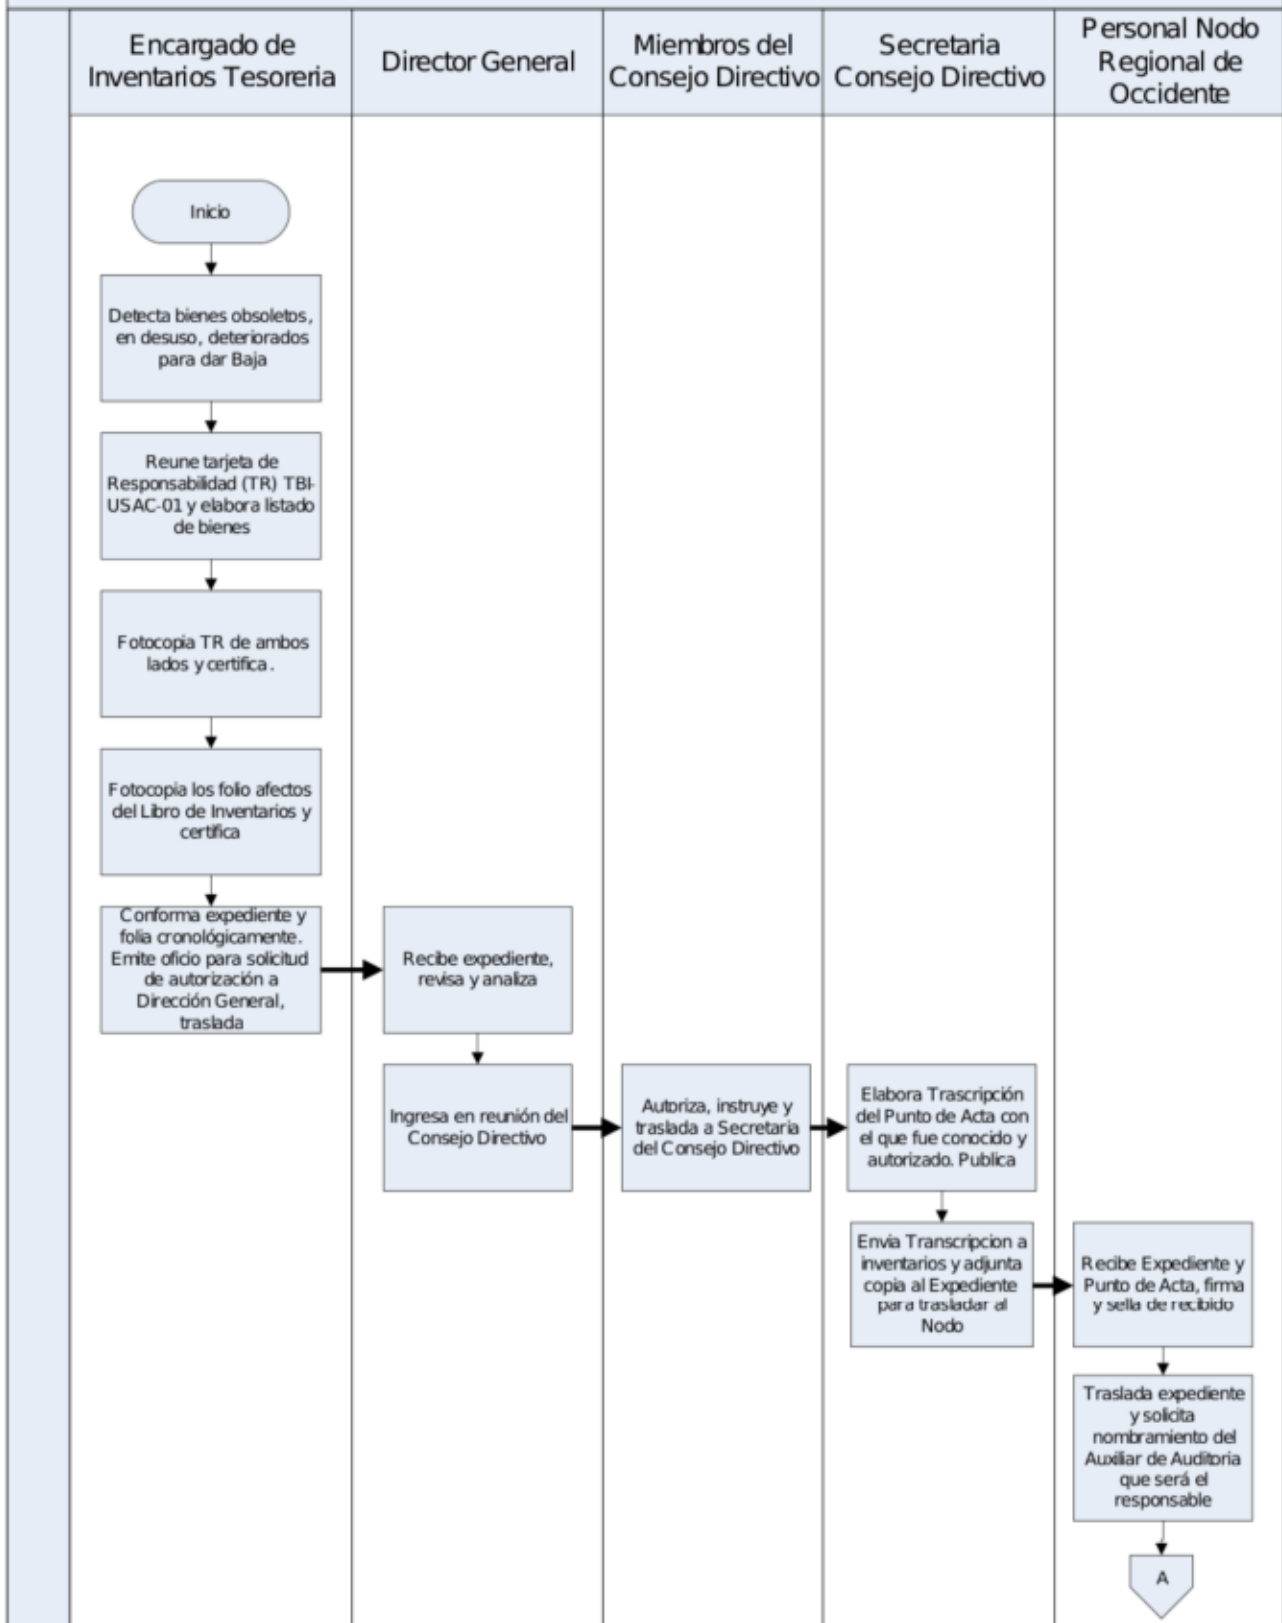 Encargado de
Inventarios Tesoreria
Director General
Miembros del
Consejo Directivo
Secretaria
Consejo Directivo
Personal Nodo
Regional de
Occidente
Inicio
Detecta bienes obsoletos,
en desuso, deteriorados
para dar Baja
Reune tarjeta de
Responsabilidad (TR) TBI-
USAC-01 y elabora listado
de bienes
Fotocopia TR de ambos
lados y certifica.
Fotocopia los folio afectos
del Libro de Inventarios y
certifica
Conforma expediente y
folia cronológicamente.
Emite oficio para solicitud
de autorización a
Dirección General,
traslada
Recibe expediente,
revisa y analiza
Ingresa en reunión del
Consejo Directivo
Autoriza, instruye y
traslada a Secretaria
del Consejo Directivo
Elabora Trascripción
del Punto de Acta con
el que fue conocido y
autorizado. Publica
Envia Transcripcion a
inventarios y adjunta
copia al Expediente
para trasladar al
Nodo
Recibe Expediente y
Punto de Acta, firma
y sella de recibido
Traslada expediente
y solicita
nombramiento del
Auxiliar de Auditoria
que será el
responsable
A